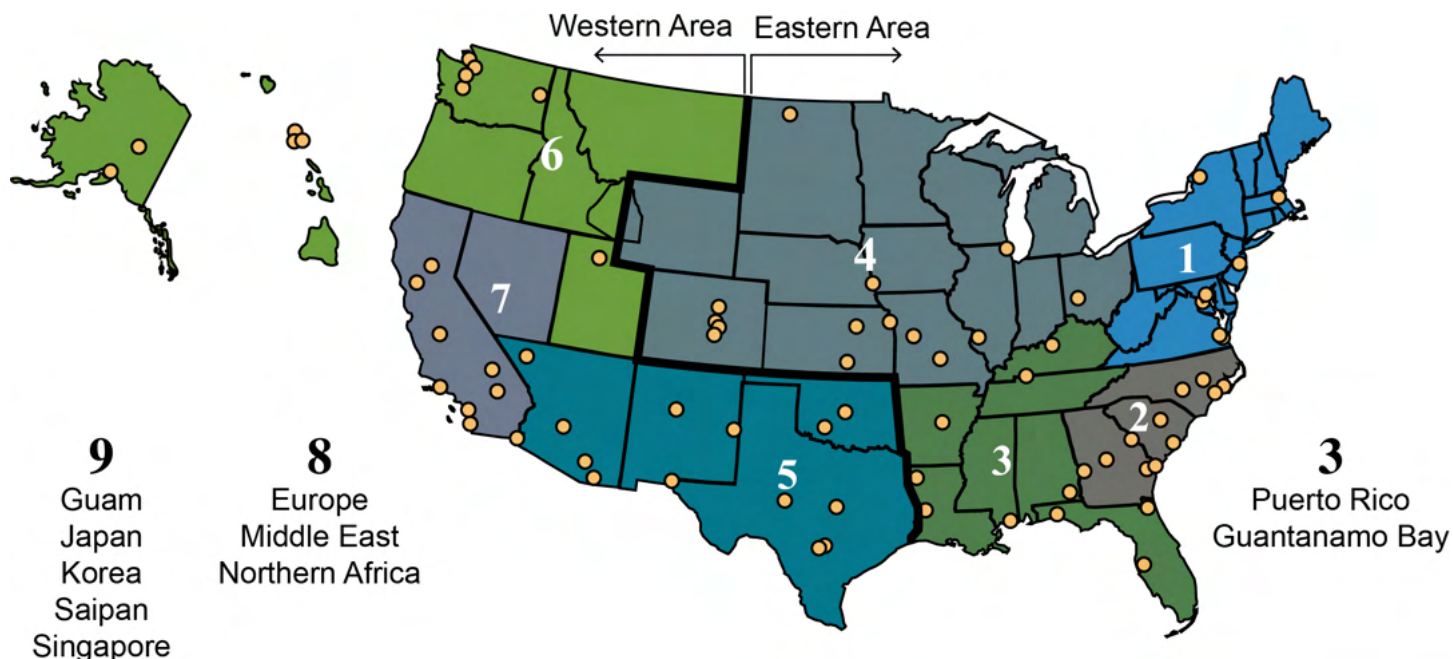 Western Area
Eastern Area
6
4
1
7
2
5
3
9
Guam
Japan
Korea
Saipan
Singapore
8
Europe
Middle East
Northern Africa
3
Puerto Rico
Guantanamo Bay